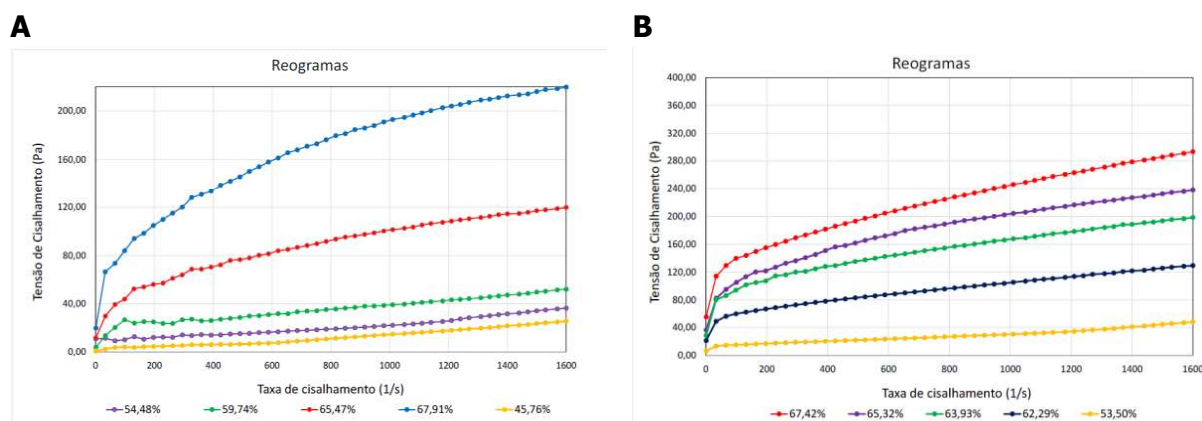 A
Reogramas
Tensão de Cisalhamento (Pa)
200,00
160,00
120,00
80,00
40,00
0,00
0 200 400 600 800 1000 1200 1400 1600
Taxa de cisalhamento (1/s)
54,48% 59,74% 65,47% 67,91% 45,76%
B
Reogramas
Tensão de Cisalhamento (Pa)
400,00
360,00
320,00
280,00
240,00
200,00
160,00
120,00
80,00
40,00
0,00
0 200 400 600 800 1000 1200 1400 1600
Taxa de cisalhamento (1/s)
67,42% 65,32% 63,93% 62,29% 53,50%